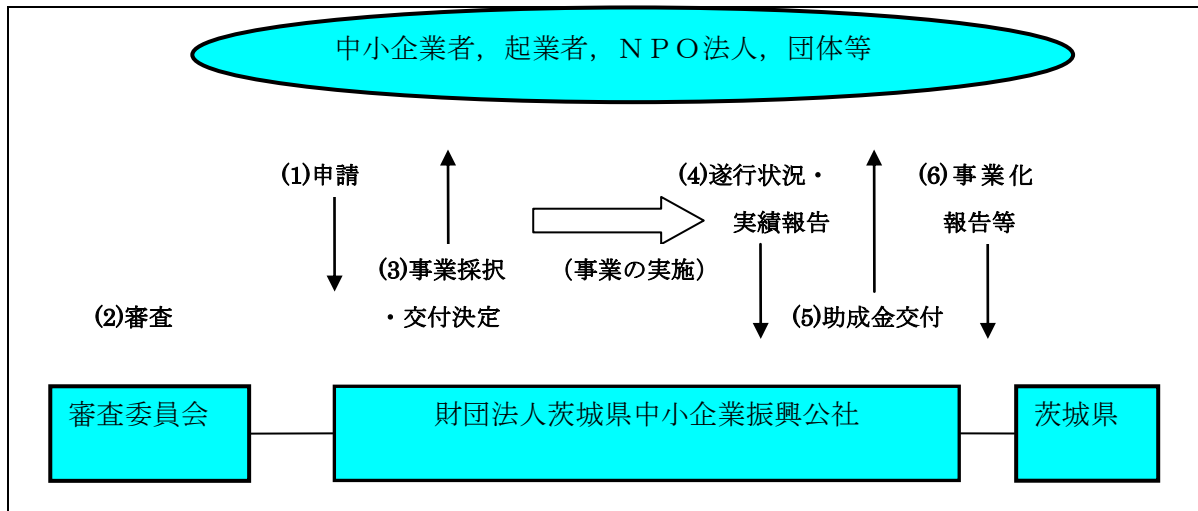 中小企業者，起業者，ＮＰＯ法人，団体等
(1)申請
(2)審査
(3)事業採択
・交付決定
（事業の実施）
(4)遂行状況・
実績報告
(5)助成金交付
(6)事業化
報告等
審査委員会
財団法人茨城県中小企業振興公社
茨城県